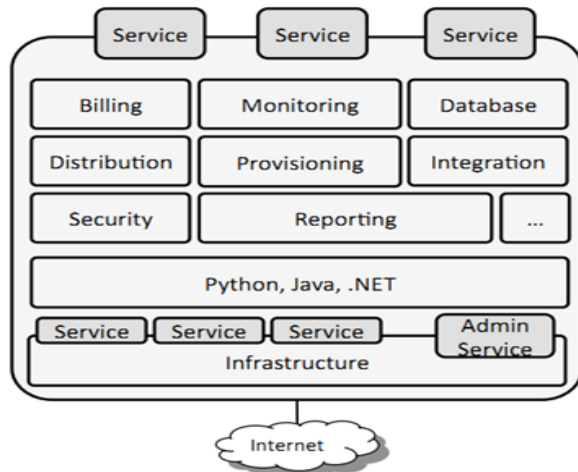 Service Service Service
Billing Monitoring Database
Distribution Provisioning Integration
Security Reporting ...
Python, Java, .NET
Service Service Service Admin
Service
Infrastructure
Internet